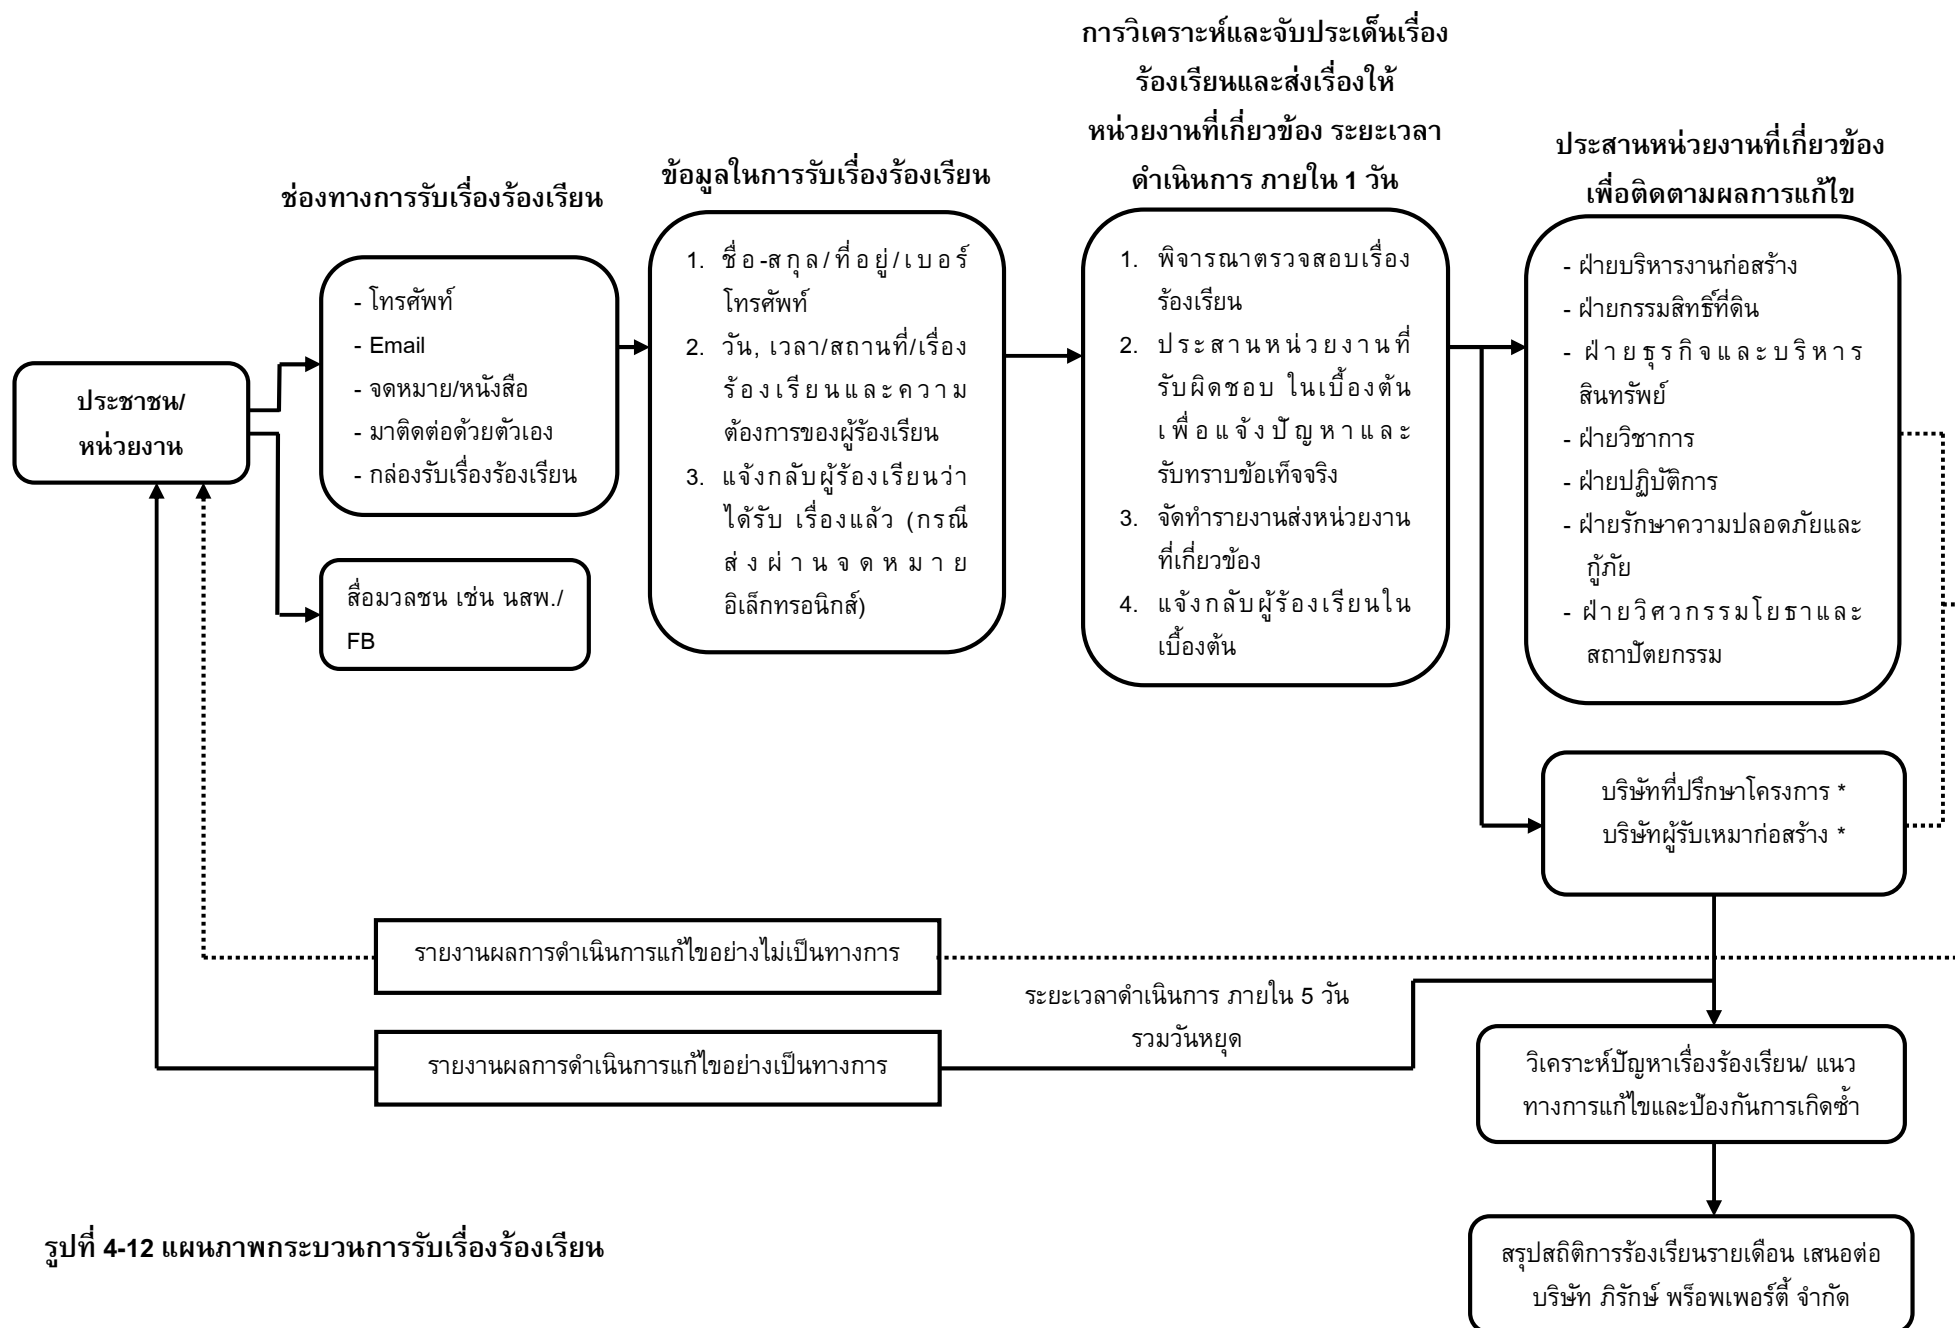 การวิเคราะห์และจับประเด็นเรื่อง
ร้องเรียนและส่งเรื่องให้
หน่วยงานที่เกี่ยวข้อง ระยะเวลา
ดำเนินการ ภายใน 1 วัน
ประสานหน่วยงานที่เกี่ยวข้อง
เพื่อติดตามผลการแก้ไข
ข้อมูลในการรับเรื่องร้องเรียน
ช่องทางการรับเรื่องร้องเรียน
ประชาชน/
หน่วยงาน
- โทรศัพท์
- Email
- จดหมาย/หนังสือ
- มาติดต่อด้วยตัวเอง
- กล่องรับเรื่องร้องเรียน
สื่อมวลชน เช่น นสพ./
FB
1. ชื่อ-สกุล/ที่อยู่/เบอร์
โทรศัพท์
2. วัน, เวลา/สถานที่/เรื่อง
ร้องเรียนและความ
ต้องการของผู้ร้องเรียน
3. แจ้งกลับผู้ร้องเรียนว่า
ได้รับ เรื่องแล้ว (กรณี
ส่งผ่านจดหมาย
อิเล็กทรอนิกส์)
1. พิจารณาตรวจสอบเรื่อง
ร้องเรียน
2. ประสานหน่วยงานที่
รับผิดชอบ ในเบื้องต้น
เพื่อแจ้งปัญหาและ
รับทราบข้อเท็จจริง
3. จัดทำรายงานส่งหน่วยงาน
ที่เกี่ยวข้อง
4. แจ้งกลับผู้ร้องเรียนใน
เบื้องต้น
- ฝ่ายบริหารงานก่อสร้าง
- ฝ่ายกรรมสิทธิ์ที่ดิน
- ฝ่ายธุรกิจและบริหาร
สินทรัพย์
- ฝ่ายวิชาการ
- ฝ่ายปฏิบัติการ
- ฝ่ายรักษาความปลอดภัยและ
กู้ภัย
- ฝ่ายวิศวกรรมโยธาและ
สถาปัตยกรรม
บริษัทที่ปรึกษาโครงการ *
บริษัทผู้รับเหมาก่อสร้าง *
รายงานผลการดำเนินการแก้ไขอย่างไม่เป็นทางการ
ระยะเวลาดำเนินการ ภายใน 5 วัน
รวมวันหยุด
รายงานผลการดำเนินการแก้ไขอย่างเป็นทางการ
วิเคราะห์ปัญหาเรื่องร้องเรียน/ แนว
ทางการแก้ไขและป้องกันการเกิดซ้ำ
สรุปสถิติการร้องเรียนรายเดือน เสนอต่อ
บริษัท ภิรักษ์ พร็อพเพอร์ตี้ จำกัด
รูปที่ 4-12 แผนภาพกระบวนการรับเรื่องร้องเรียน